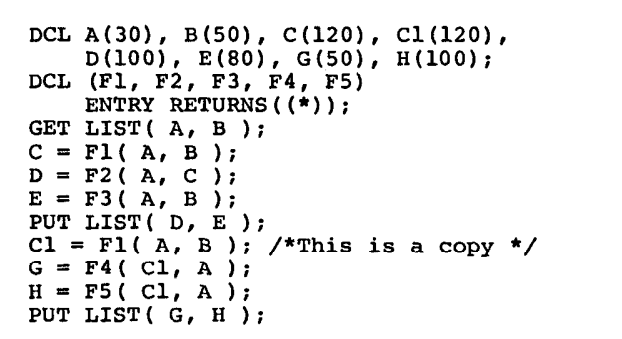 DCL A(30), B(50), C(120), C1(120),
D(100), E(80), G(50), H(100);
DCL (F1, F2, F3, F4, F5)
ENTRY RETURNS((*));
GET LIST( A, B );
C = F1( A, B );
D = F2( A, C );
E = F3( A, B );
PUT LIST( D, E );
C1 = F1( A, B ); /*This is a copy */
G = F4( C1, A );
H = F5( C1, A );
PUT LIST( G, H );